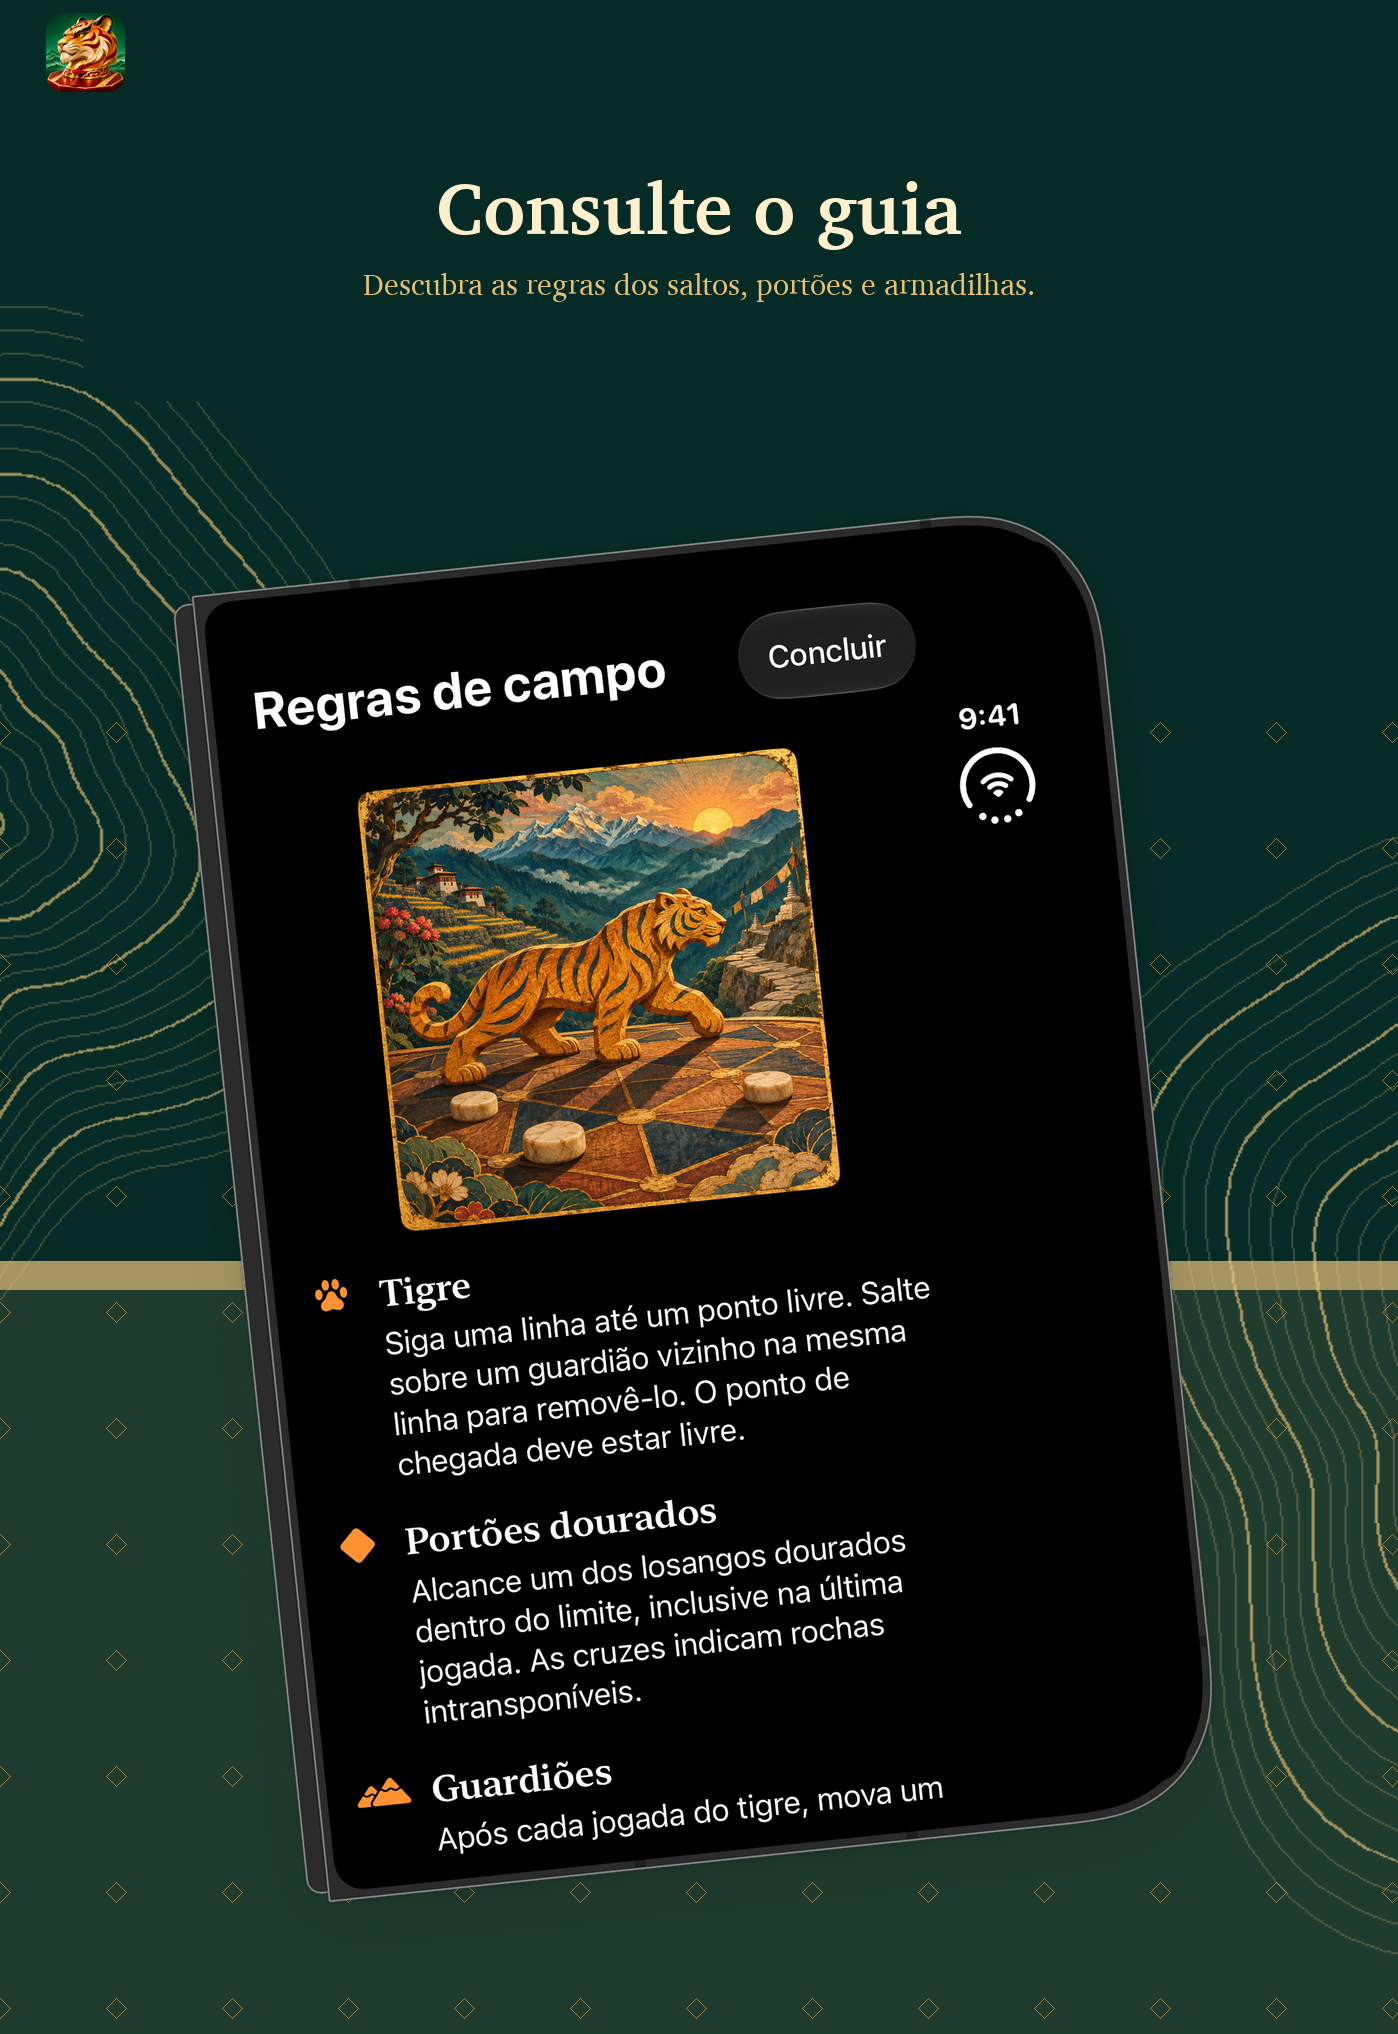 Consulte o guia
Descubra as regras dos saltos, portões e armadilhas.
Regras de campo
Concluir
9:41
Tigre
Siga uma linha até um ponto livre. Salte
sobre um guardião vizinho na mesma
linha para removê-lo. O ponto de
chegada deve estar livre.
Portões dourados
Alcance um dos losangos dourados
dentro do limite, inclusive na última
jogada. As cruzes indicam rochas
intransponíveis.
Guardiões
Após cada jogada do tigre, mova um